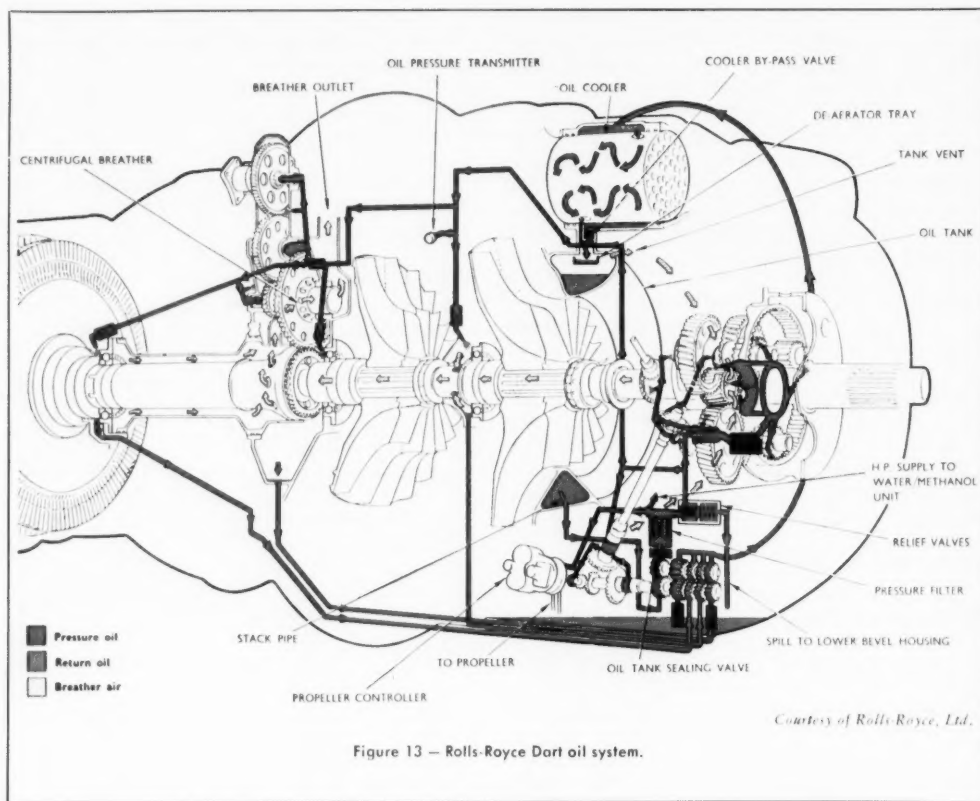 OIL PRESSURE TRANSMITTER
COOLER BY-PASS VALVE
BREATHER OUTLET
OIL COOLER
DE-AERATOR TRAY
CENTRIFUGAL BREATHER
TANK VENT
OIL TANK
H.P. SUPPLY TO
WATER/METHANOL
UNIT
RELIEF VALVES
PRESSURE FILTER
SPILL TO LOWER BEVEL HOUSING
OIL TANK SEALING VALVE
TO PROPELLER
STACK PIPE
PROPELLER CONTROLLER
Pressure oil
Return oil
Breather air
Courtesy of Rolls-Royce, Ltd.
Figure 13 — Rolls-Royce Dart oil system.